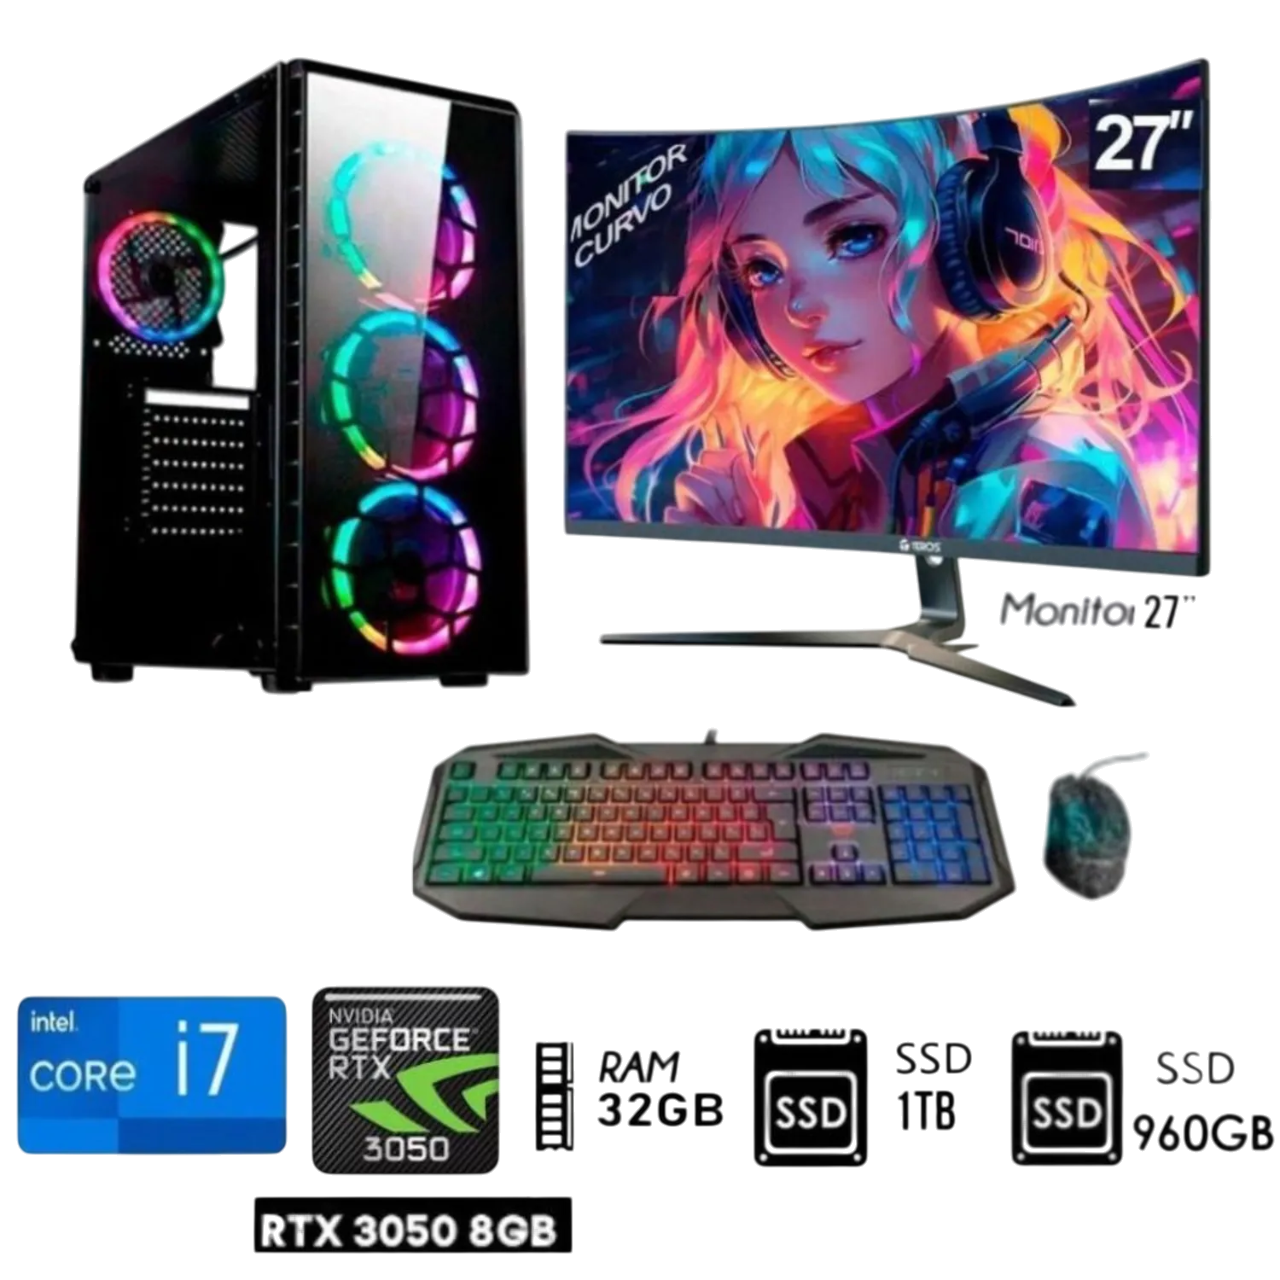 MONITOR
CURVO
27"
TEROS
Monitor 27"
intel.
CORE i7
NVIDIA
GEFORCE
RTX
3050
RAM
32GB
SSD
SSD
1TB
SSD
SSD
960GB
RTX 3050 8GB